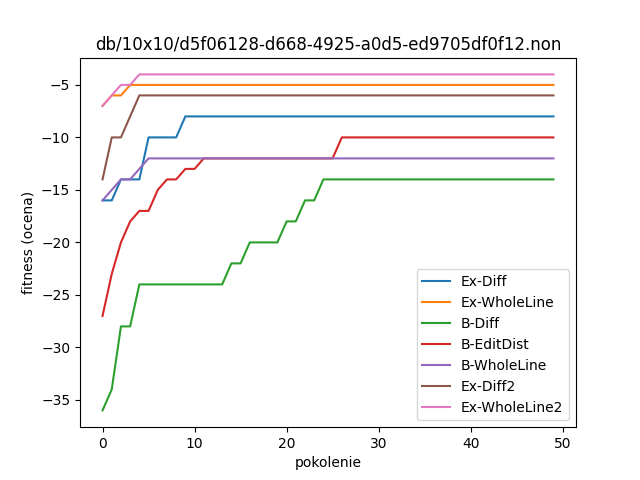 db/10x10/d5f06128-d668-4925-a0d5-ed9705df0f12.non
fitness (ocena)
−5
−10
−15
−20
−25
−30
−35
Ex-Diff
Ex-WholeLine
B-Diff
B-EditDist
B-WholeLine
Ex-Diff2
Ex-WholeLine2
0 10 20 30 40 50
pokolenie